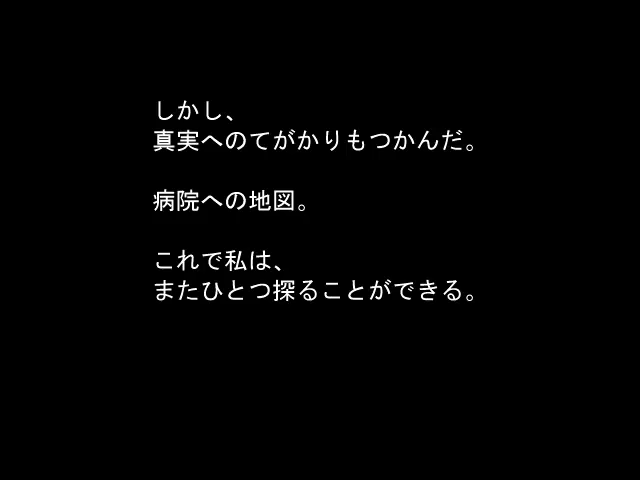 しかし、
真実へのてがかりもつかんだ。
病院への地図。
これで私は、
またひとつ探ることができる。